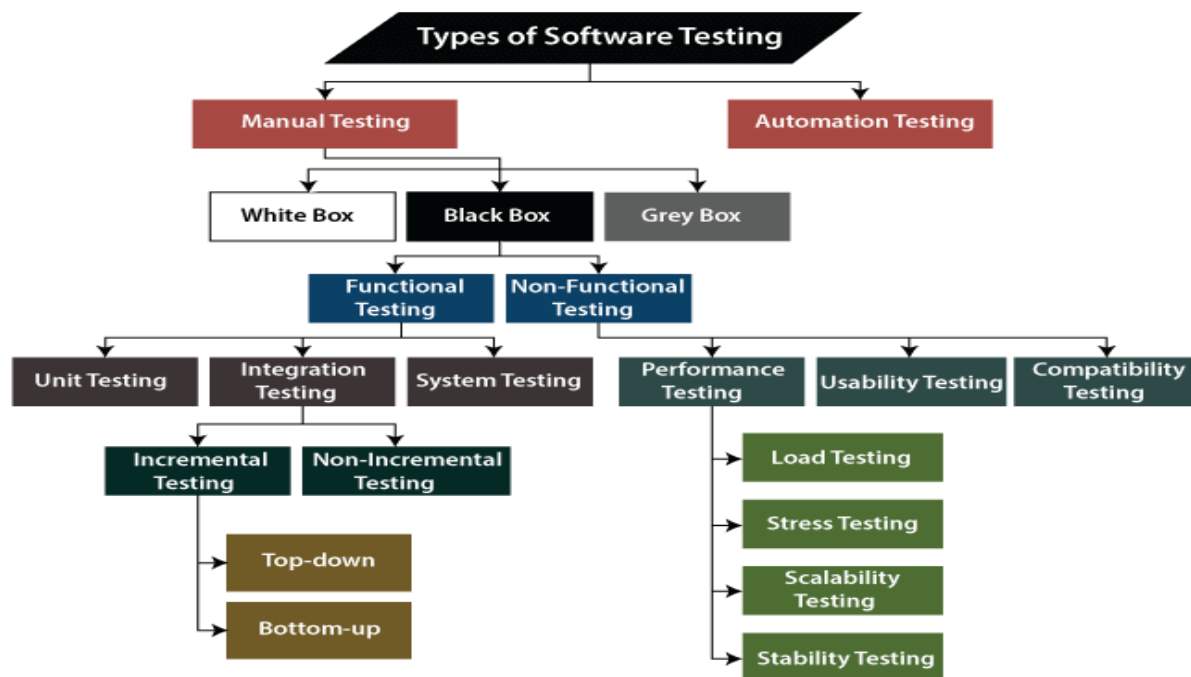 Types of Software Testing
Manual Testing
Automation Testing
White Box
Black Box
Grey Box
Functional
Testing
Non-Functional
Testing
Unit Testing
Integration
Testing
System Testing
Performance
Testing
Usability Testing
Compatibility
Testing
Incremental
Testing
Non-Incremental
Testing
Top-down
Bottom-up
Load Testing
Stress Testing
Scalability
Testing
Stability Testing